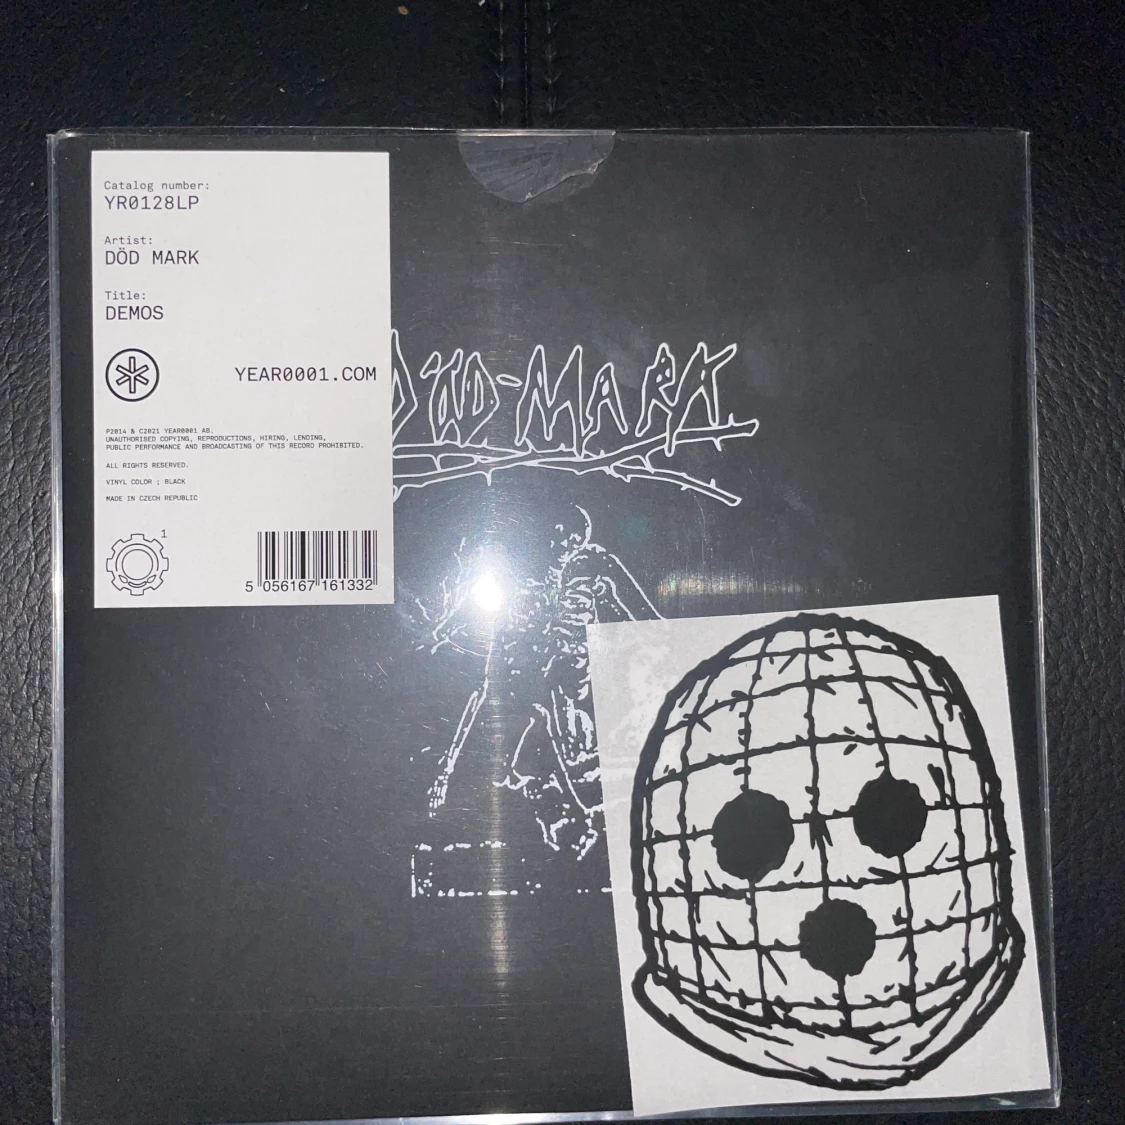 Catalog number:
YR0128LP
Artist:
DÖD MARK
Title:
DEMOS
YEAR0001.COM
P2014 & C2021 YEAR0001 AB.
UNAUTHORISED COPYING, REPRODUCTIONS, HIRING, LENDING,
PUBLIC PERFORMANCE AND BROADCASTING OF THIS RECORD PROHIBITED.
ALL RIGHTS RESERVED.
VINYL COLOR ; BLACK
MADE IN CZECH REPUBLIC
1
5 056167 161332
DÖD-MARK